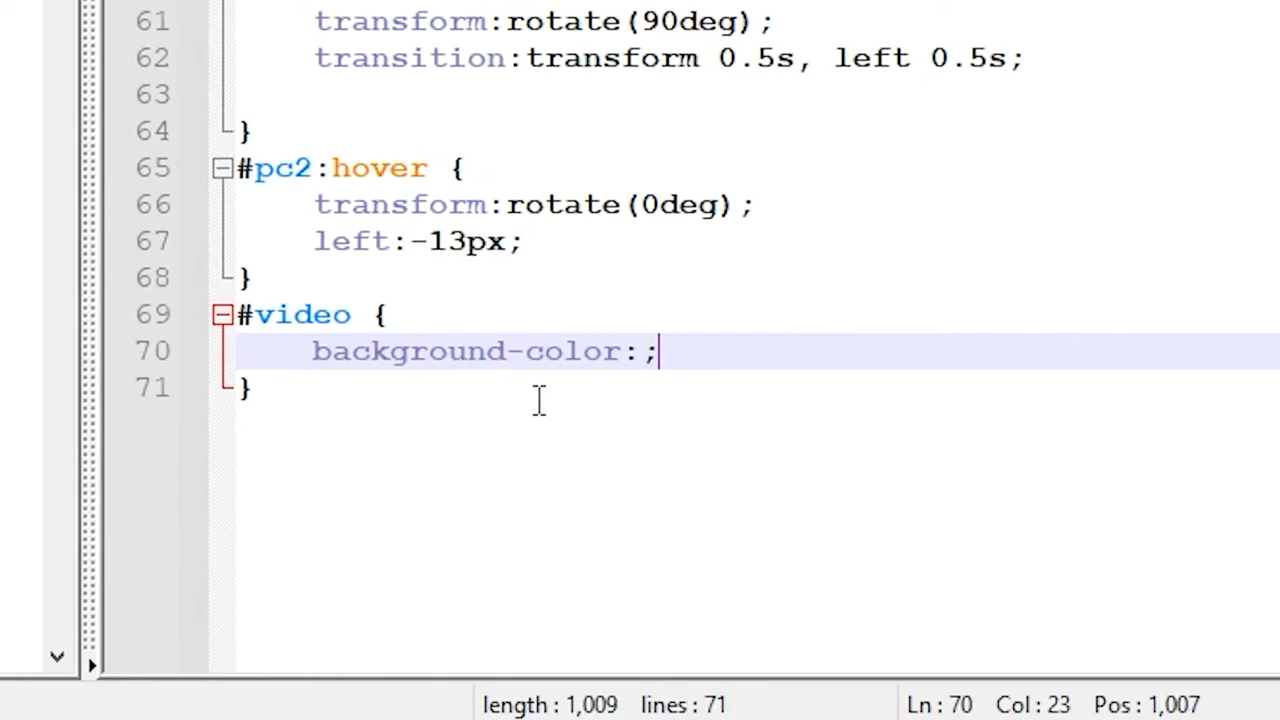 61 transform:rotate(90deg);
62 transition:transform 0.5s, left 0.5s;
63
64 }
65 #pc2:hover {
66 transform:rotate(0deg);
67 left:-13px;
68 }
69 #video {
70 background-color:;
71 }
length : 1,009 lines : 71 Ln : 70 Col : 23 Pos : 1,007